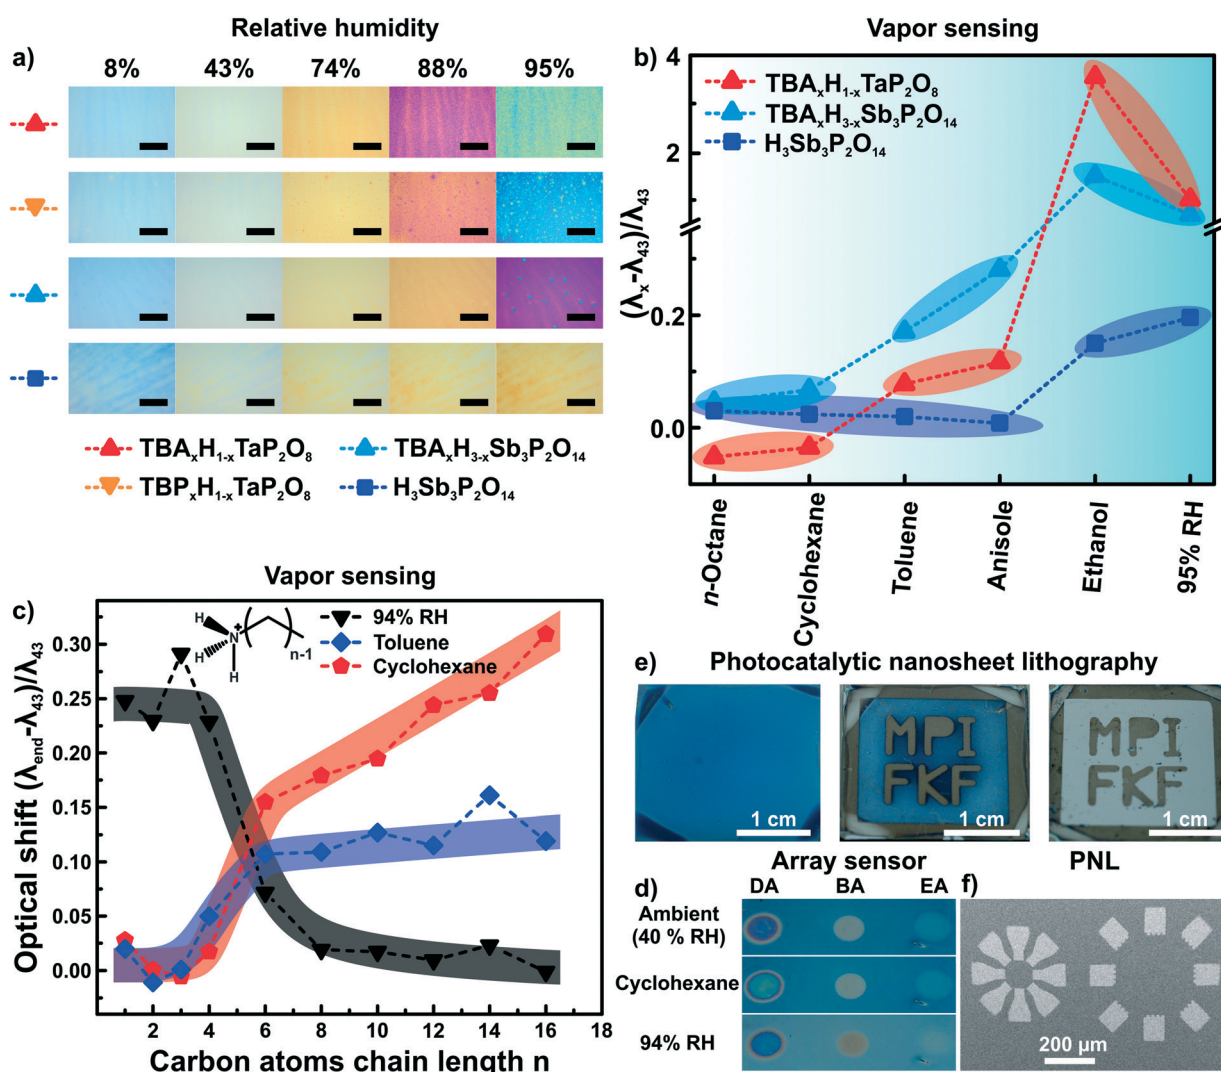 Relative humidity
a)
8% 43% 74% 88% 95%
TBAₓH₁₋ₓTaP₂O₈
TBAₓH₃₋ₓSb₃P₂O₁₄
TBPₓH₁₋ₓTaP₂O₈
H₃Sb₃P₂O₁₄
Vapor sensing
b)
4
2
0.2
0.0
(λₓ-λ₄₃)/λ₄₃
TBAₓH₁₋ₓTaP₂O₈
TBAₓH₃₋ₓSb₃P₂O₁₄
H₃Sb₃P₂O₁₄
n-Octane
Cyclohexane
Toluene
Anisole
Ethanol
95% RH
Vapor sensing
c)
Optical shift (λend-λ₄₃)/λ₄₃
0.30
0.25
0.20
0.15
0.10
0.05
0.00
H
H
N
+
H
n-1
94% RH
Toluene
Cyclohexane
2 4 6 8 10 12 14 16 18
Carbon atoms chain length n
e)
Photocatalytic nanosheet lithography
1 cm
MPI
FKF
1 cm
MPI
FKF
1 cm
Array sensor
d)
DA BA EA
Ambient
(40 % RH)
Cyclohexane
94% RH
PNL
f)
200 µm